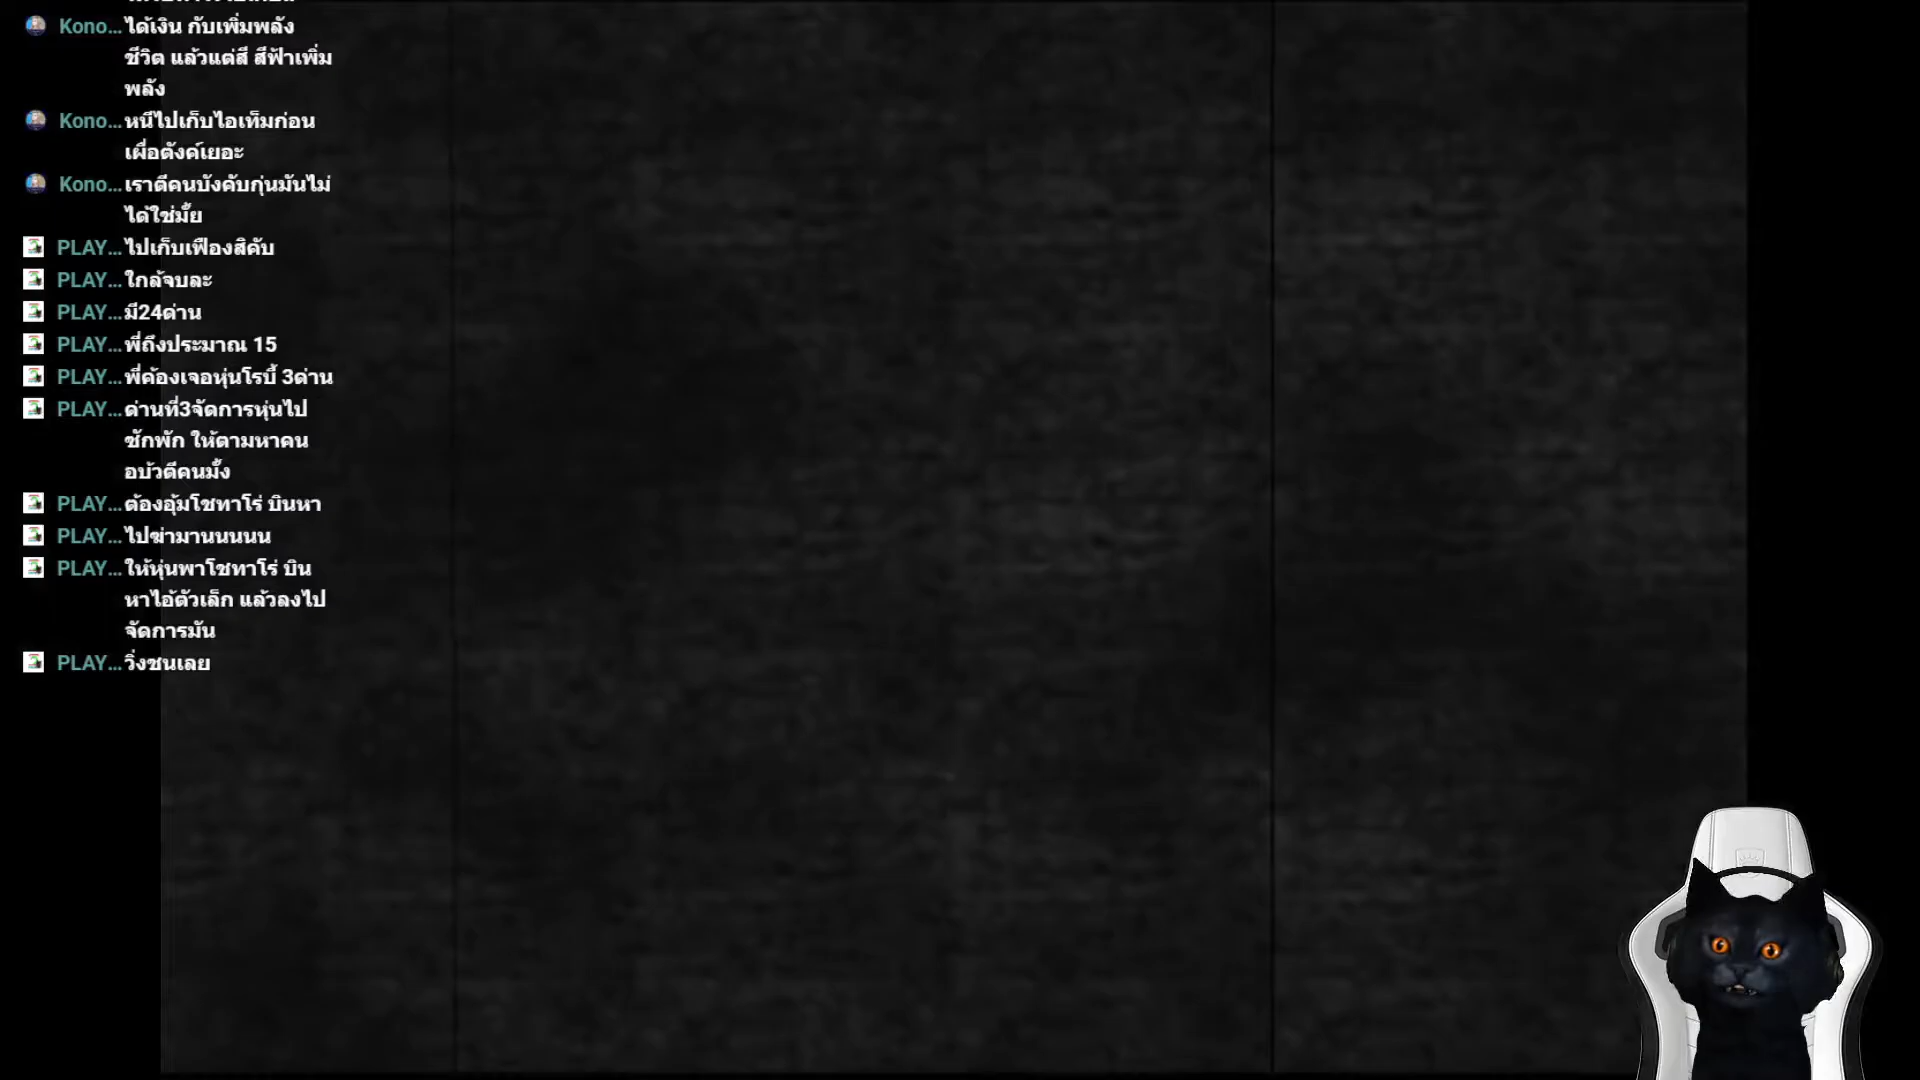 Kono... ได้เงิน กับเพิ่มพลัง
ชีวิต แล้วแต่สี สีฟ้าเพิ่ม
พลัง
Kono... หนีไปเก็บไอเท็มก่อน
เผื่อตังค์เยอะ
Kono... เราตีคนบังคับกุ่นมันไม่
ได้ใช่มั้ย
PLAY... ไปเก็บเฟืองสิคับ
PLAY... ใกล้จบละ
PLAY... มี24ด่าน
PLAY... พี่ถึงประมาณ 15
PLAY... พี่ค้องเจอหุ่นโรบี้ 3ด่าน
PLAY... ด่านที่3จัดการหุ่นไป
ซักพัก ให้ตามหาคน
อบ้วตีคนมั้ง
PLAY... ต้องอุ้มโชทาโร่ บินหา
PLAY... ไปฆ่ามานนนนน
PLAY... ให้หุ่นพาโชทาโร่ บิน
หาไอ้ตัวเล็ก แล้วลงไป
จัดการมัน
PLAY... วิ่งชนเลย